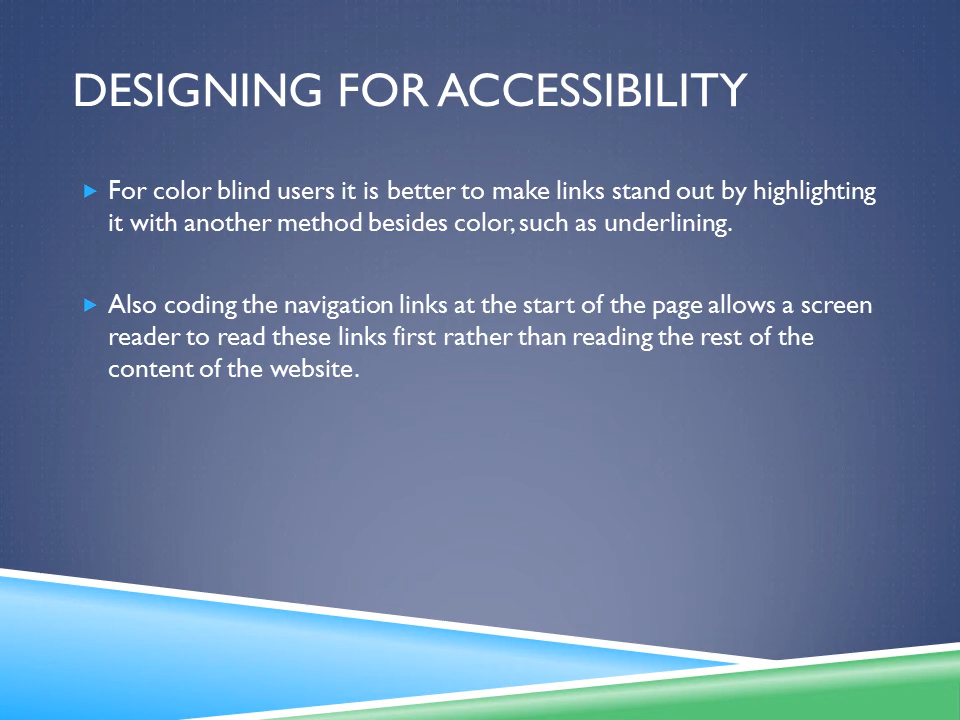 DESIGNING FOR ACCESSIBILITY
For color blind users it is better to make links stand out by highlighting
it with another method besides color, such as underlining.
Also coding the navigation links at the start of the page allows a screen
reader to read these links first rather than reading the rest of the
content of the website.